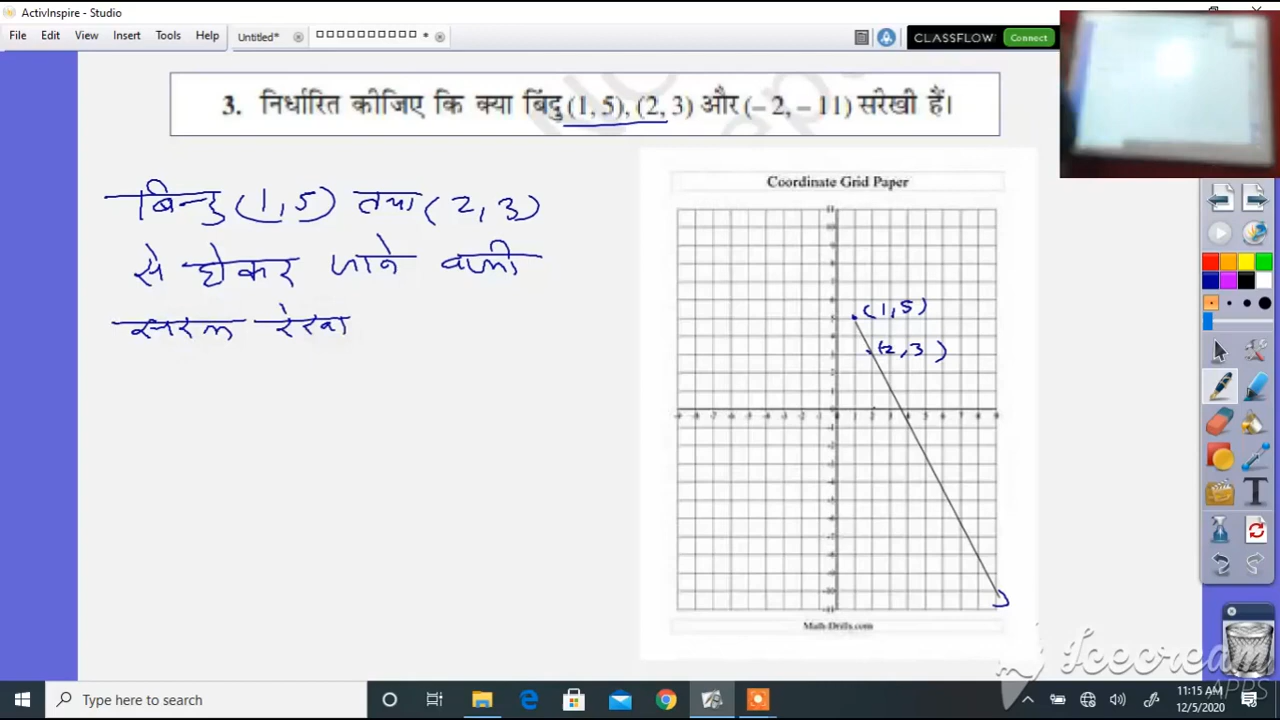 ActivInspire - Studio
File Edit View Insert Tools Help Untitled* □□□□□□□□□□ * CLASSFLOW Connect
3. निर्धारित कीजिए कि क्या बिंदु (1, 5), (2, 3) और (– 2, – 11) सरेखी हैं।
बिन्दु (1, 5) तथा (2, 3)
से होकर जाने वाली
सरल रेखा
Coordinate Grid Paper
(1, 5)
(2, 3)
Math-Drills.com
Icecream
APPS
Type here to search
11:15 AM
12/5/2020